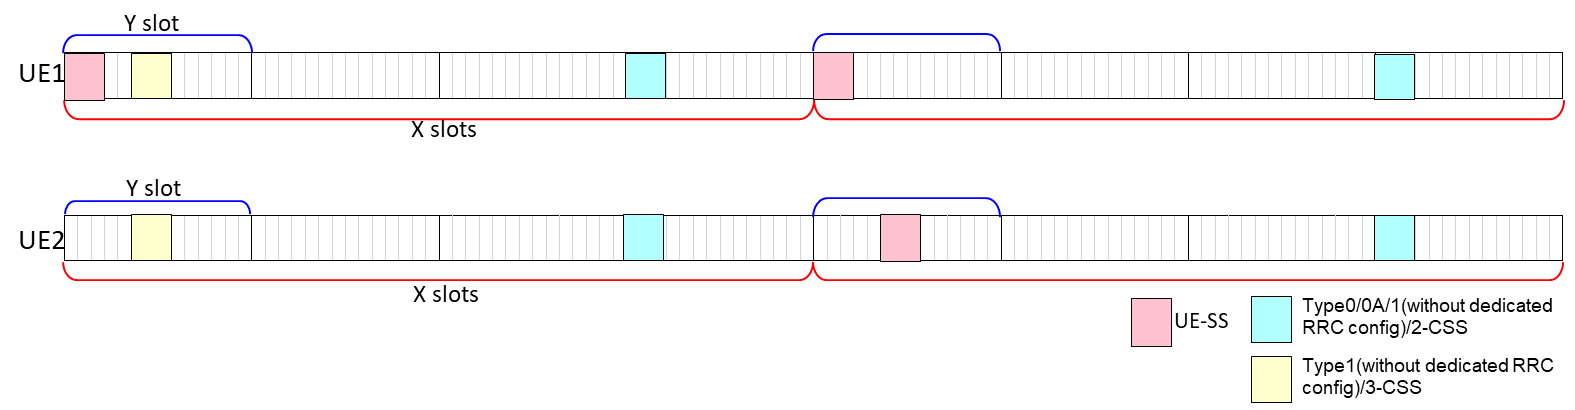 Y slot
UE1
X slots
Y slot
UE2
X slots
UE-SS
Type0/0A/1(without dedicated
RRC config)/2-CSS
Type1(without dedicated RRC
config)/3-CSS